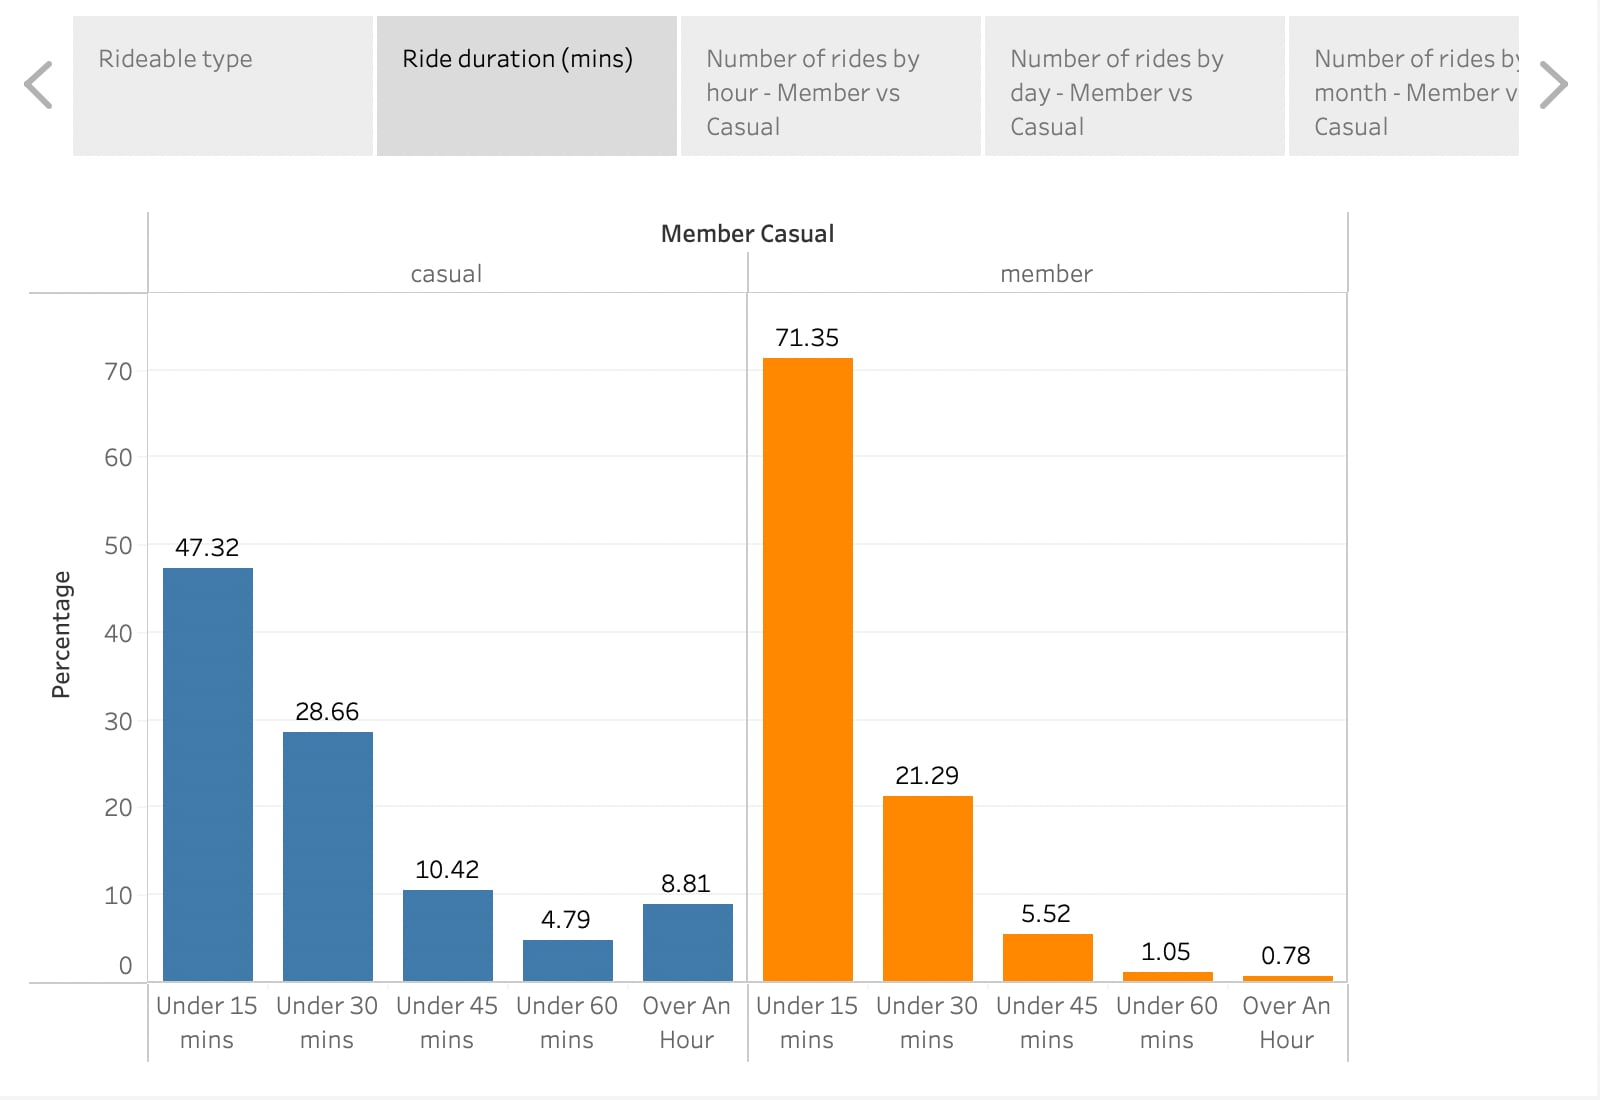 Rideable type
Ride duration (mins)
Number of rides by
hour - Member vs
Casual
Number of rides by
day - Member vs
Casual
Number of rides by
month - Member v
Casual
Member Casual
casual
member
Percentage
70
60
50
40
30
20
10
0
47.32
28.66
10.42
4.79
8.81
71.35
21.29
5.52
1.05
0.78
Under 15
mins
Under 30
mins
Under 45
mins
Under 60
mins
Over An
Hour
Under 15
mins
Under 30
mins
Under 45
mins
Under 60
mins
Over An
Hour